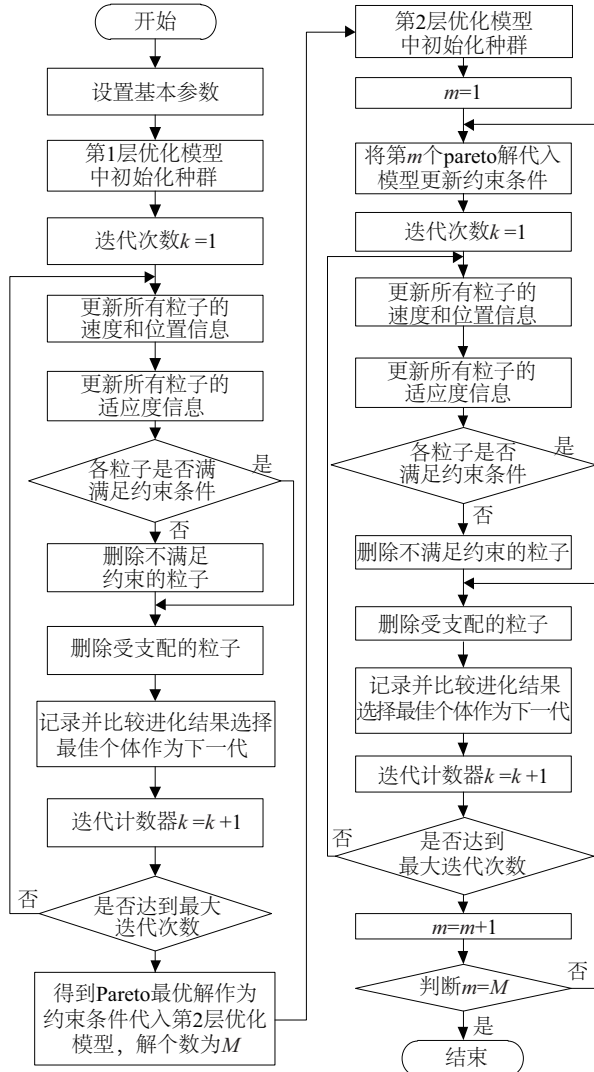 开始
设置基本参数
第1层优化模型
中初始化种群
迭代次数k =1
更新所有粒子的
速度和位置信息
更新所有粒子的
适应度信息
各粒子是否满
满足约束条件
是
否
删除不满足
约束的粒子
删除受支配的粒子
记录并比较进化结果选择
最佳个体作为下一代
迭代计数器k =k +1
否
是否达到最大
迭代次数
得到Pareto最优解作为
约束条件代入第2层优化
模型，解个数为M
第2层优化模型
中初始化种群
m=1
将第m个pareto解代入
模型更新约束条件
迭代次数k =1
更新所有粒子的
速度和位置信息
更新所有粒子的
适应度信息
各粒子是否
满足约束条件
是
否
删除不满足约束的粒子
删除受支配的粒子
记录并比较进化结果
选择最佳个体作为下一代
迭代计数器k =k +1
否
是否达到
最大迭代次数
m=m+1
判断m=M
否
是
结束